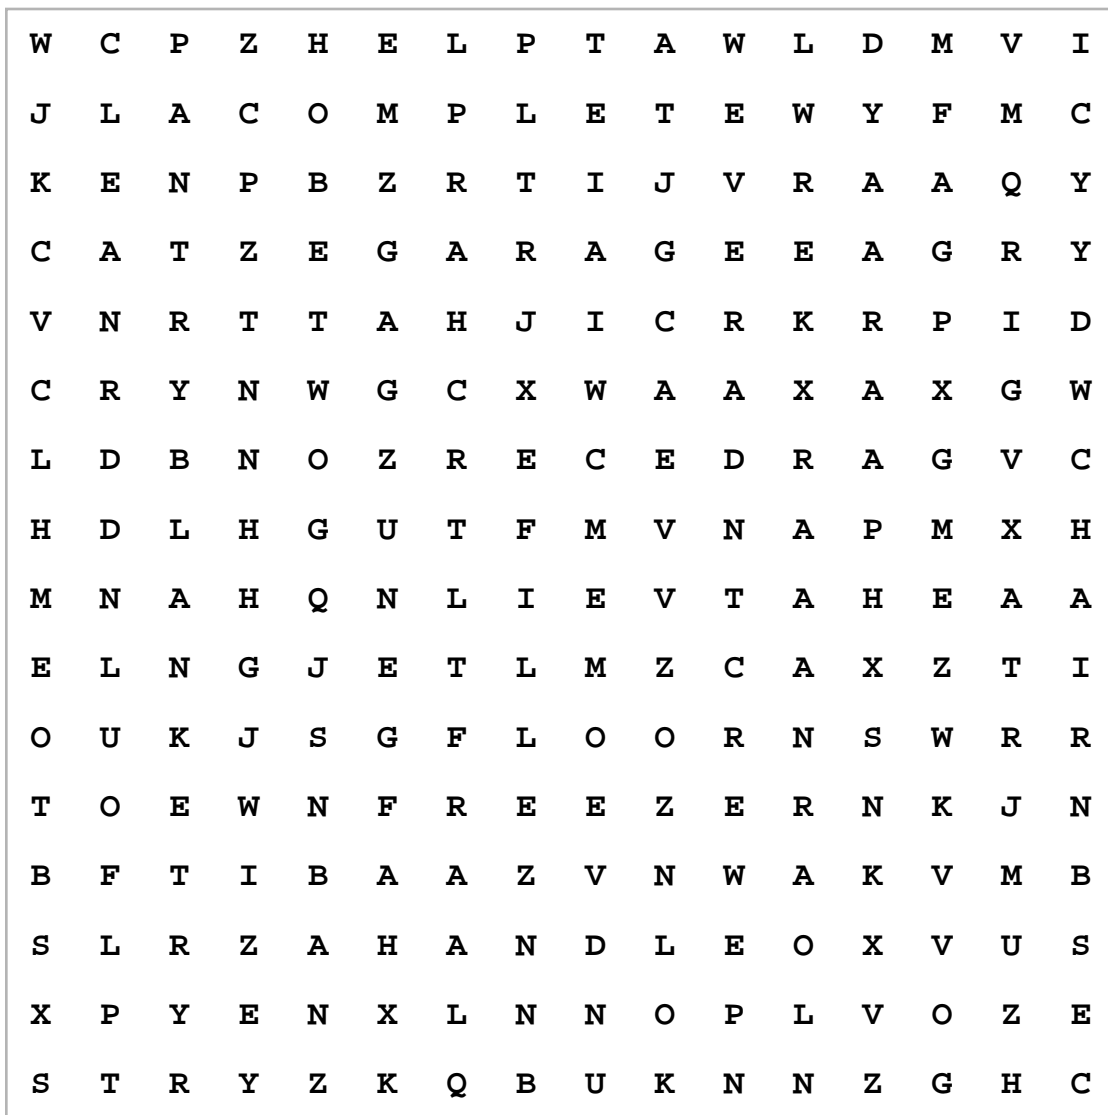 W C P Z H E L P T A W L D M V I
J L A C O M P L E T E W Y F M C
K E N P B Z R T I J V R A A Q Y
C A T Z E G A R A G E E A G R Y
V N R T T A H J I C R K R P I D
C R Y N W G C X W A A X A X G W
L D B N O Z R E C E D R A G V C
H D L H G U T F M V N A P M X H
M N A H Q N L I E V T A H E A A
E L N G J E T L M Z C A X Z T I
O U K J S G F L O O R N S W R R
T O E W N F R E E Z E R N K J N
B F T I B A A Z V N W A K V M B
S L R Z A H A N D L E O X V U S
X P Y E N X L N N O P L V O Z E
S T R Y Z K Q B U K N N Z G H C